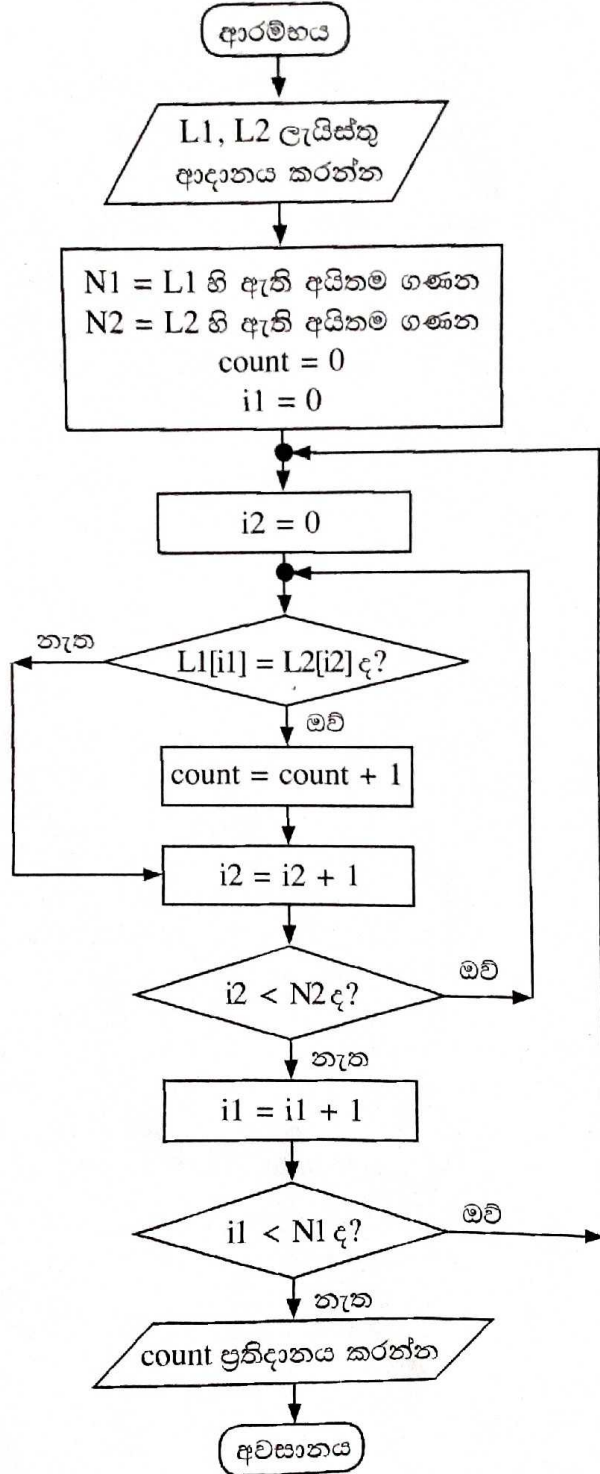 ආරම්භය
L1, L2 ලැයිස්තු
ආදානය කරන්න
N1 = L1 හි ඇති අයිතම ගණන
N2 = L2 හි ඇති අයිතම ගණන
count = 0
i1 = 0
i2 = 0
නැත
L1[i1] = L2[i2] ද?
ඔව්
count = count + 1
i2 = i2 + 1
i2 < N2 ද?
ඔව්
නැත
i1 = i1 + 1
i1 < N1 ද?
ඔව්
නැත
count ප්‍රතිදානය කරන්න
අවසානය